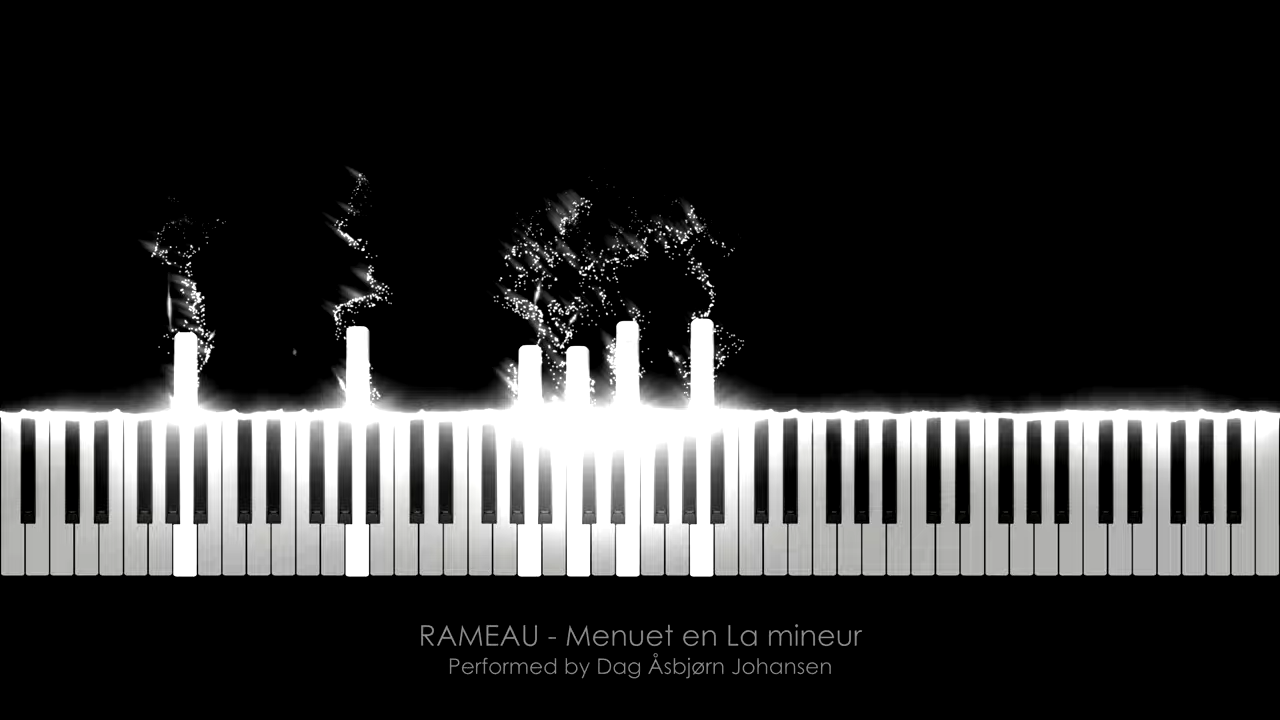 RAMEAU - Menuet en La mineur
Performed by Dag Åsbjørn Johansen